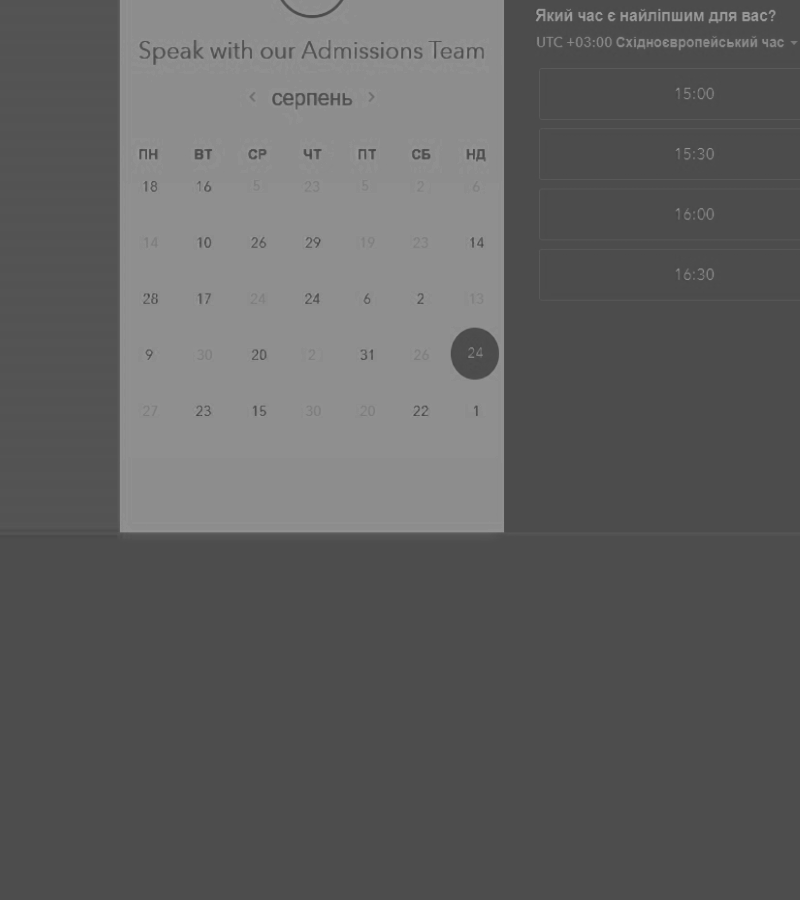 Speak with our Admissions Team
‹ серпень ›
ПН ВТ СР ЧТ ПТ СБ НД
18 16 5 23 5 2 6
14 10 26 29 19 23 14
28 17 24 24 6 2 13
9 30 20 2 31 26 24
27 23 15 30 20 22 1
Який час є найліпшим для вас?
UTC +03:00 Східноєвропейський час
15:00
15:30
16:00
16:30